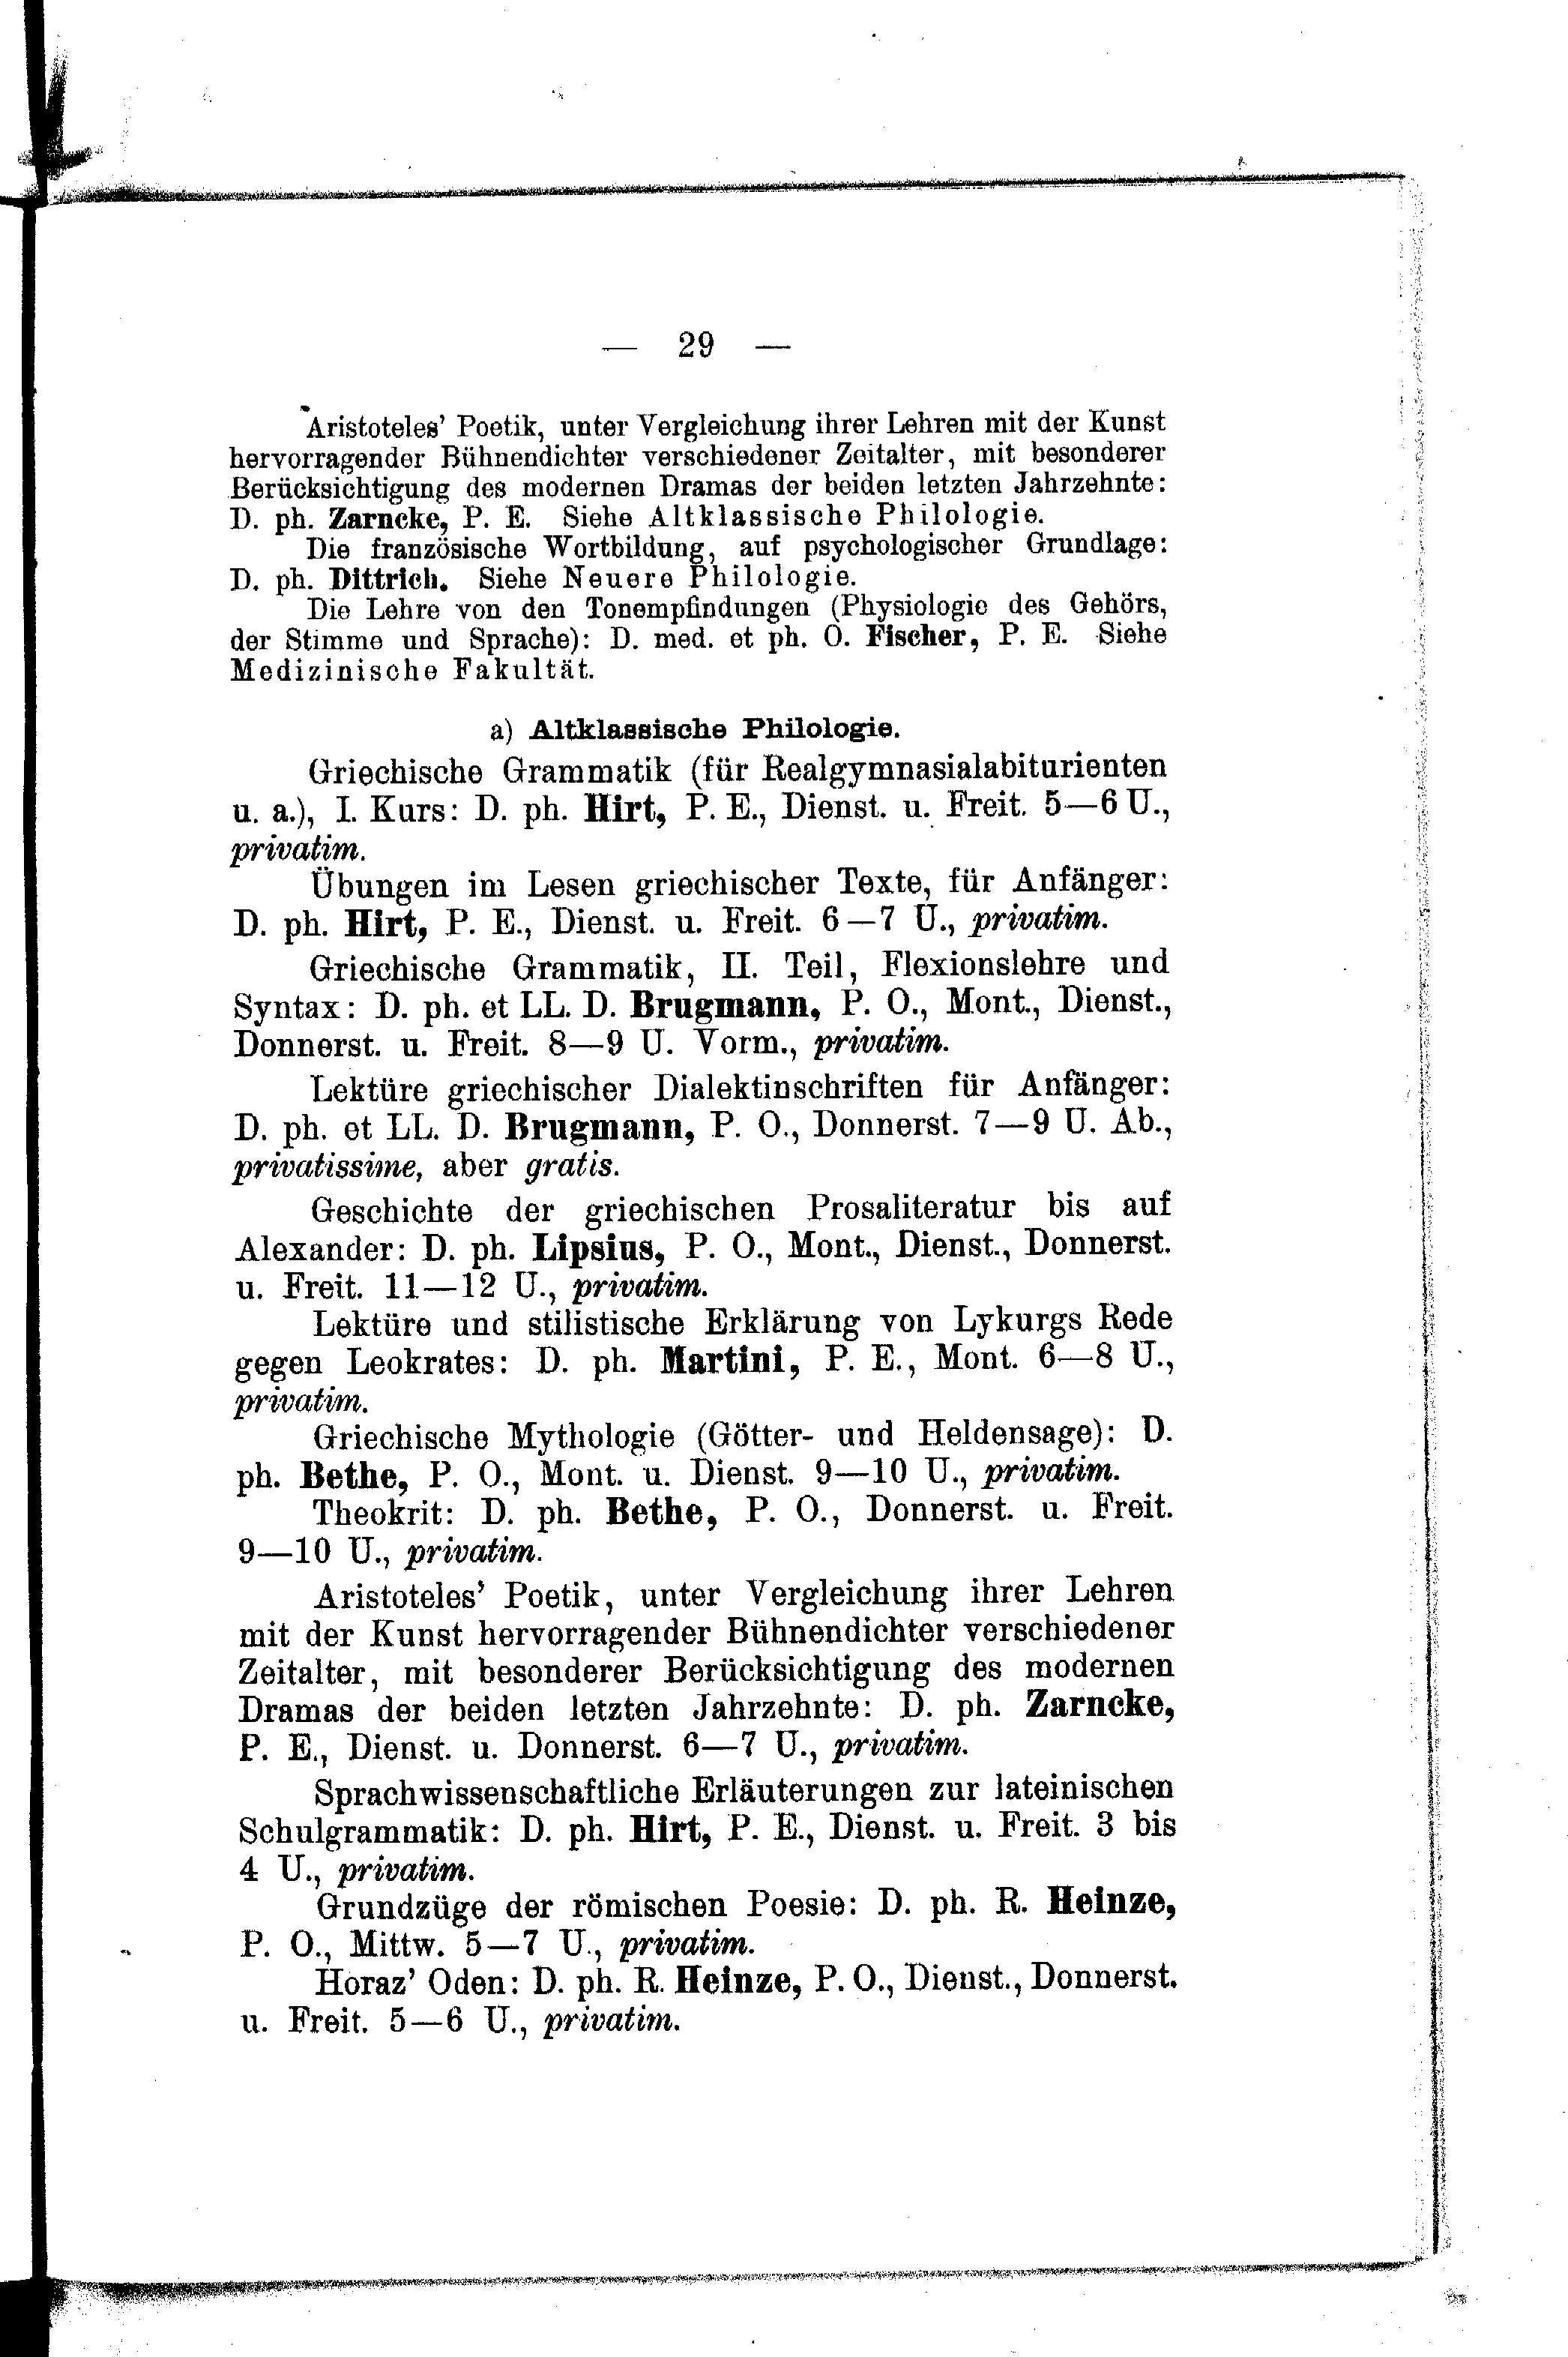 — 29 —
Aristoteles’ Poetik, unter Vergleichung ihrer Lehren mit der Kunst
hervorragender Bühnendichter verschiedener Zeitalter, mit besonderer
Berücksichtigung des modernen Dramas der beiden letzten Jahrzehnte:
D. ph. Zarncke, P. E. Siehe Altklassische Philologie.
Die französische Wortbildung, auf psychologischer Grundlage:
D. ph. Dittrich. Siehe Neuere Philologie.
Die Lehre von den Tonempfindungen (Physiologie des Gehörs,
der Stimme und Sprache): D. med. et ph. O. Fischer, P. E. Siehe
Medizinische Fakultät.
a) Altklassische Philologie.
Griechische Grammatik (für Realgymnasialabiturienten
u. a.), I. Kurs: D. ph. Hirt, P. E., Dienst. u. Freit. 5—6 U.,
privatim.
Übungen im Lesen griechischer Texte, für Anfänger:
D. ph. Hirt, P. E., Dienst. u. Freit. 6—7 U., privatim.
Griechische Grammatik, II. Teil, Flexionslehre und
Syntax: D. ph. et LL. D. Brugmann, P. O., Mont., Dienst.,
Donnerst. u. Freit. 8—9 U. Vorm., privatim.
Lektüre griechischer Dialektinschriften für Anfänger:
D. ph. et LL. D. Brugmann, P. O., Donnerst. 7—9 U. Ab.,
privatissime, aber gratis.
Geschichte der griechischen Prosaliteratur bis auf
Alexander: D. ph. Lipsius, P. O., Mont., Dienst., Donnerst.
u. Freit. 11—12 U., privatim.
Lektüre und stilistische Erklärung von Lykurgs Rede
gegen Leokrates: D. ph. Martini, P. E., Mont. 6—8 U.,
privatim.
Griechische Mythologie (Götter- und Heldensage): D.
ph. Bethe, P. O., Mont. u. Dienst. 9—10 U., privatim.
Theokrit: D. ph. Bethe, P. O., Donnerst. u. Freit.
9—10 U., privatim.
Aristoteles’ Poetik, unter Vergleichung ihrer Lehren
mit der Kunst hervorragender Bühnendichter verschiedener
Zeitalter, mit besonderer Berücksichtigung des modernen
Dramas der beiden letzten Jahrzehnte: D. ph. Zarncke,
P. E., Dienst. u. Donnerst. 6—7 U., privatim.
Sprachwissenschaftliche Erläuterungen zur lateinischen
Schulgrammatik: D. ph. Hirt, P. E., Dienst. u. Freit. 3 bis
4 U., privatim.
Grundzüge der römischen Poesie: D. ph. R. Heinze,
P. O., Mittw. 5—7 U., privatim.
Horaz’ Oden: D. ph. R. Heinze, P. O., Dienst., Donnerst.
u. Freit. 5—6 U., privatim.